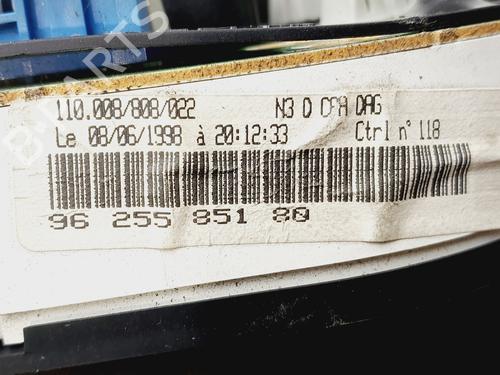 110.008/808/022 N3 D CPA DAG
Le 08/06/1998 à 20:12:33 Ctrl n° 118
96 255 851 80
B-PARTS